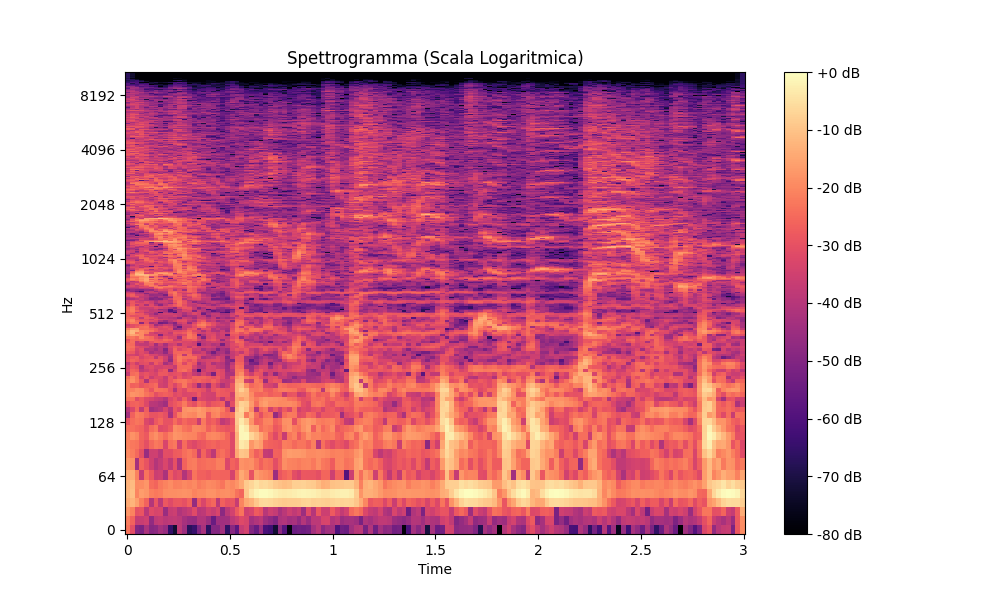 Spettrogramma (Scala Logaritmica)
Hz
8192
4096
2048
1024
512
256
128
64
0
0
0.5
1
1.5
2
2.5
3
Time
+0 dB
-10 dB
-20 dB
-30 dB
-40 dB
-50 dB
-60 dB
-70 dB
-80 dB